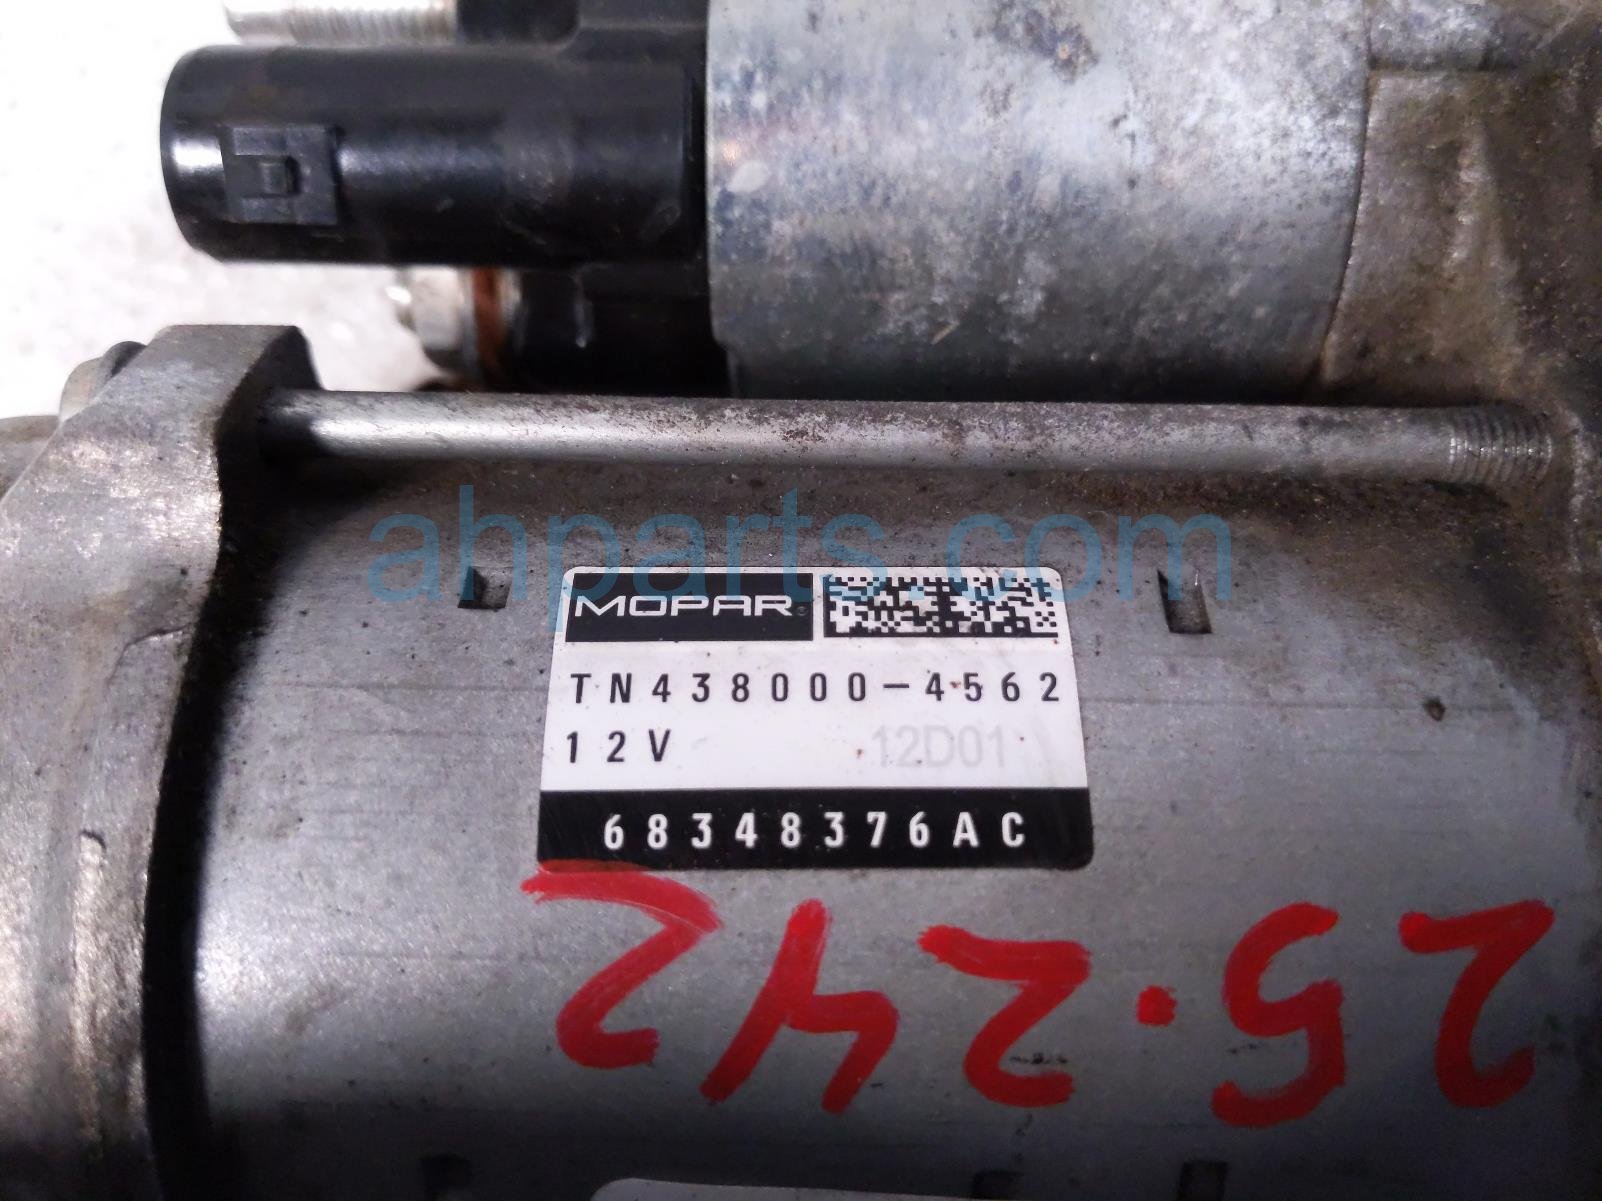 ahparts.com
MOPAR
TN438000-4562
12V 12D01
68348376AC
25.242